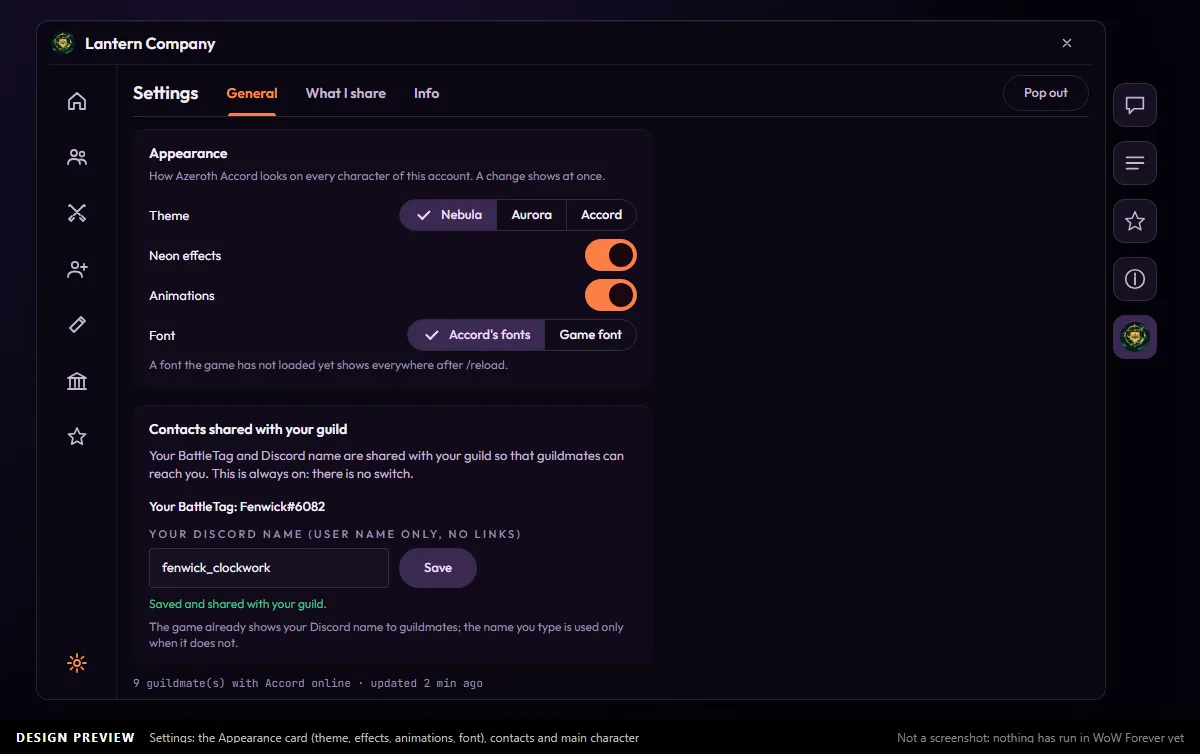 Lantern Company
Settings
General
What I share
Info
Pop out
Appearance
How Azeroth Accord looks on every character of this account. A change shows at once.
Theme
Nebula
Aurora
Accord
Neon effects
Animations
Font
Accord's fonts
Game font
A font the game has not loaded yet shows everywhere after /reload.
Contacts shared with your guild
Your BattleTag and Discord name are shared with your guild so that guildmates can
reach you. This is always on: there is no switch.
Your BattleTag: Fenwick#6082
YOUR DISCORD NAME (USER NAME ONLY, NO LINKS)
fenwick_clockwork
Save
Saved and shared with your guild.
The game already shows your Discord name to guildmates; the name you type is used only
when it does not.
9 guildmate(s) with Accord online · updated 2 min ago
DESIGN PREVIEW
Settings: the Appearance card (theme, effects, animations, font), contacts and main character
Not a screenshot: nothing has run in WoW Forever yet